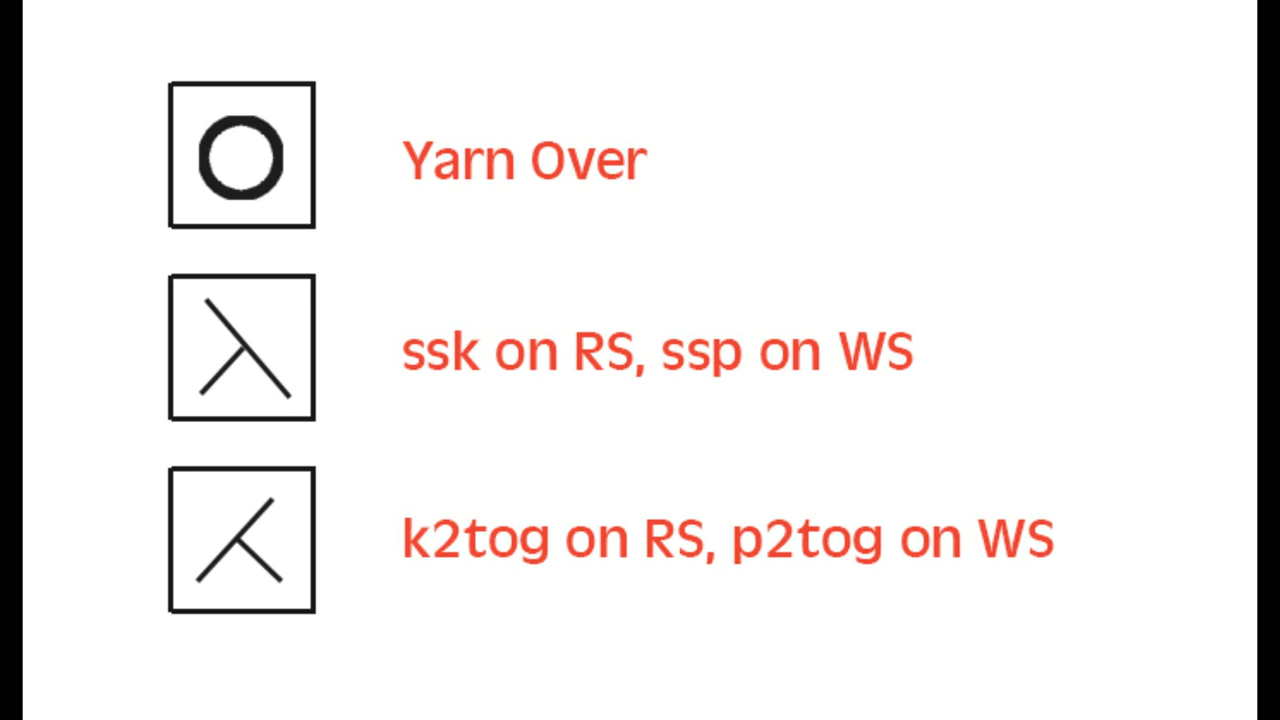 Yarn Over
ssk on RS, ssp on WS
k2tog on RS, p2tog on WS